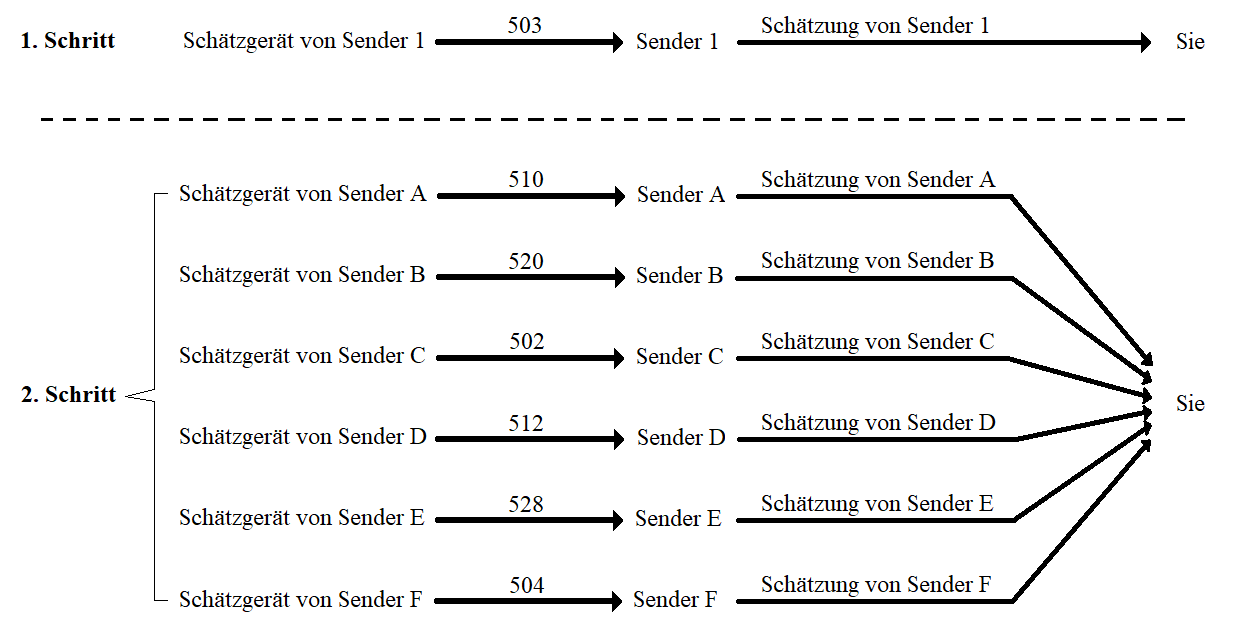 1. Schritt Schätzgerät von Sender 1 503 Sender 1 Schätzung von Sender 1 Sie
Schätzgerät von Sender A 510 Sender A Schätzung von Sender A
Schätzgerät von Sender B 520 Sender B Schätzung von Sender B
Schätzgerät von Sender C 502 Sender C Schätzung von Sender C
2. Schritt Sie
Schätzgerät von Sender D 512 Sender D Schätzung von Sender D
Schätzgerät von Sender E 528 Sender E Schätzung von Sender E
Schätzgerät von Sender F 504 Sender F Schätzung von Sender F